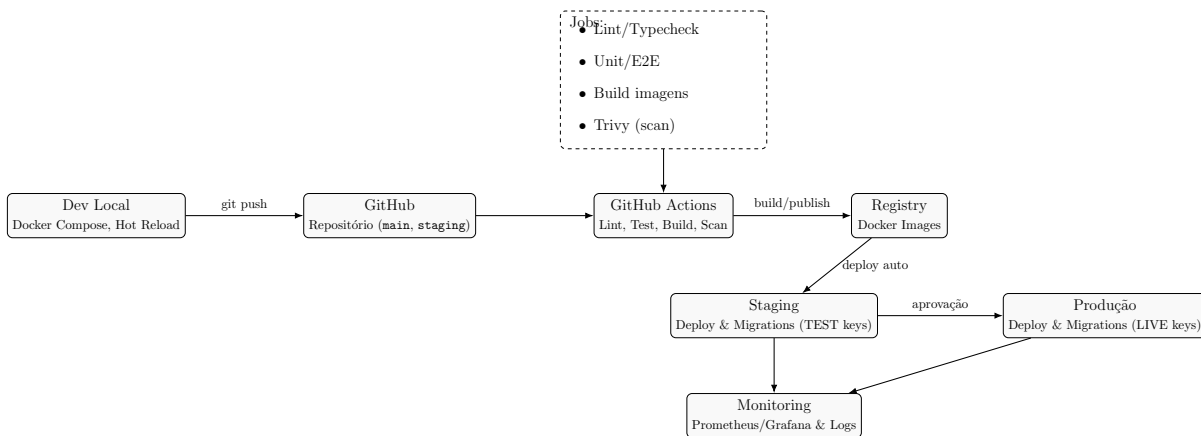 Jobs:
• Lint/Typecheck
• Unit/E2E
• Build imagens
• Trivy (scan)
Dev Local
Docker Compose, Hot Reload
git push
GitHub
Repositório (main, staging)
GitHub Actions
Lint, Test, Build, Scan
build/publish
Registry
Docker Images
deploy auto
Staging
Deploy & Migrations (TEST keys)
aprovação
Produção
Deploy & Migrations (LIVE keys)
Monitoring
Prometheus/Grafana & Logs